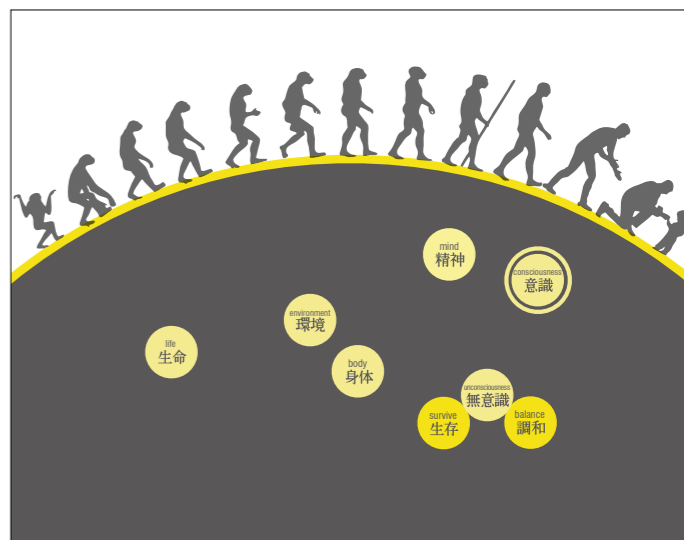 mind
精神
consciousness
意識
environment
環境
life
生命
body
身体
unconsciousness
無意識
survive
生存
balance
調和